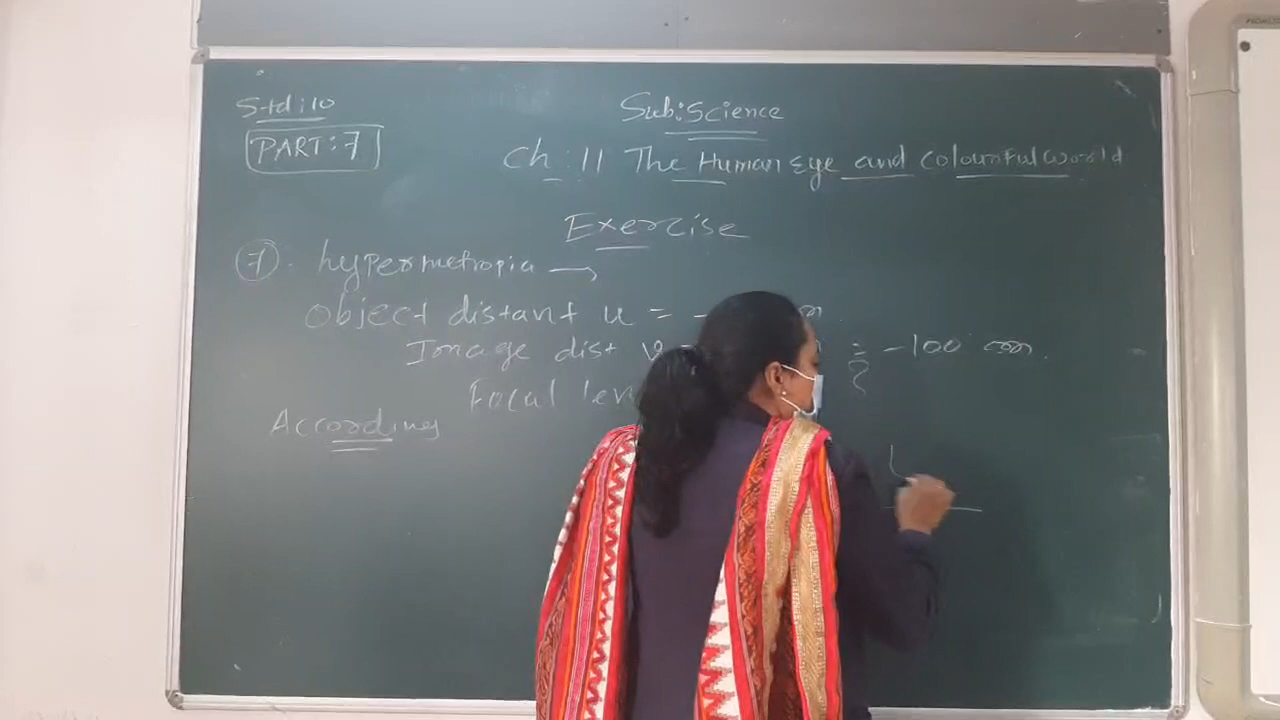 Std:10
Sub:Science
PART:7
Ch:11 The Human Eye and Colourful World
Exercise
7. hypermetropia →
Object distant u = -
Image dist v = -100 cm.
Focal ?
According